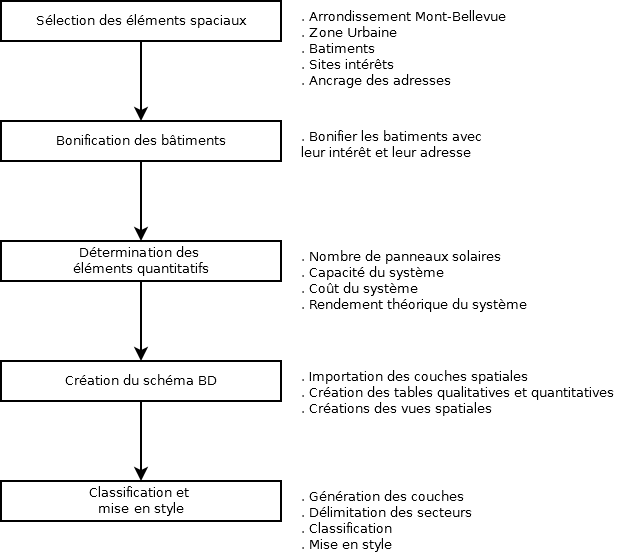 Sélection des éléments spaciaux
. Arrondissement Mont-Bellevue
. Zone Urbaine
. Batiments
. Sites intérêts
. Ancrage des adresses
Bonification des bâtiments
. Bonifier les batiments avec
leur intérêt et leur adresse
Détermination des
éléments quantitatifs
. Nombre de panneaux solaires
. Capacité du système
. Coût du système
. Rendement théorique du système
Création du schéma BD
. Importation des couches spatiales
. Création des tables qualitatives et quantitatives
. Créations des vues spatiales
Classification et
mise en style
. Génération des couches
. Délimitation des secteurs
. Classification
. Mise en style